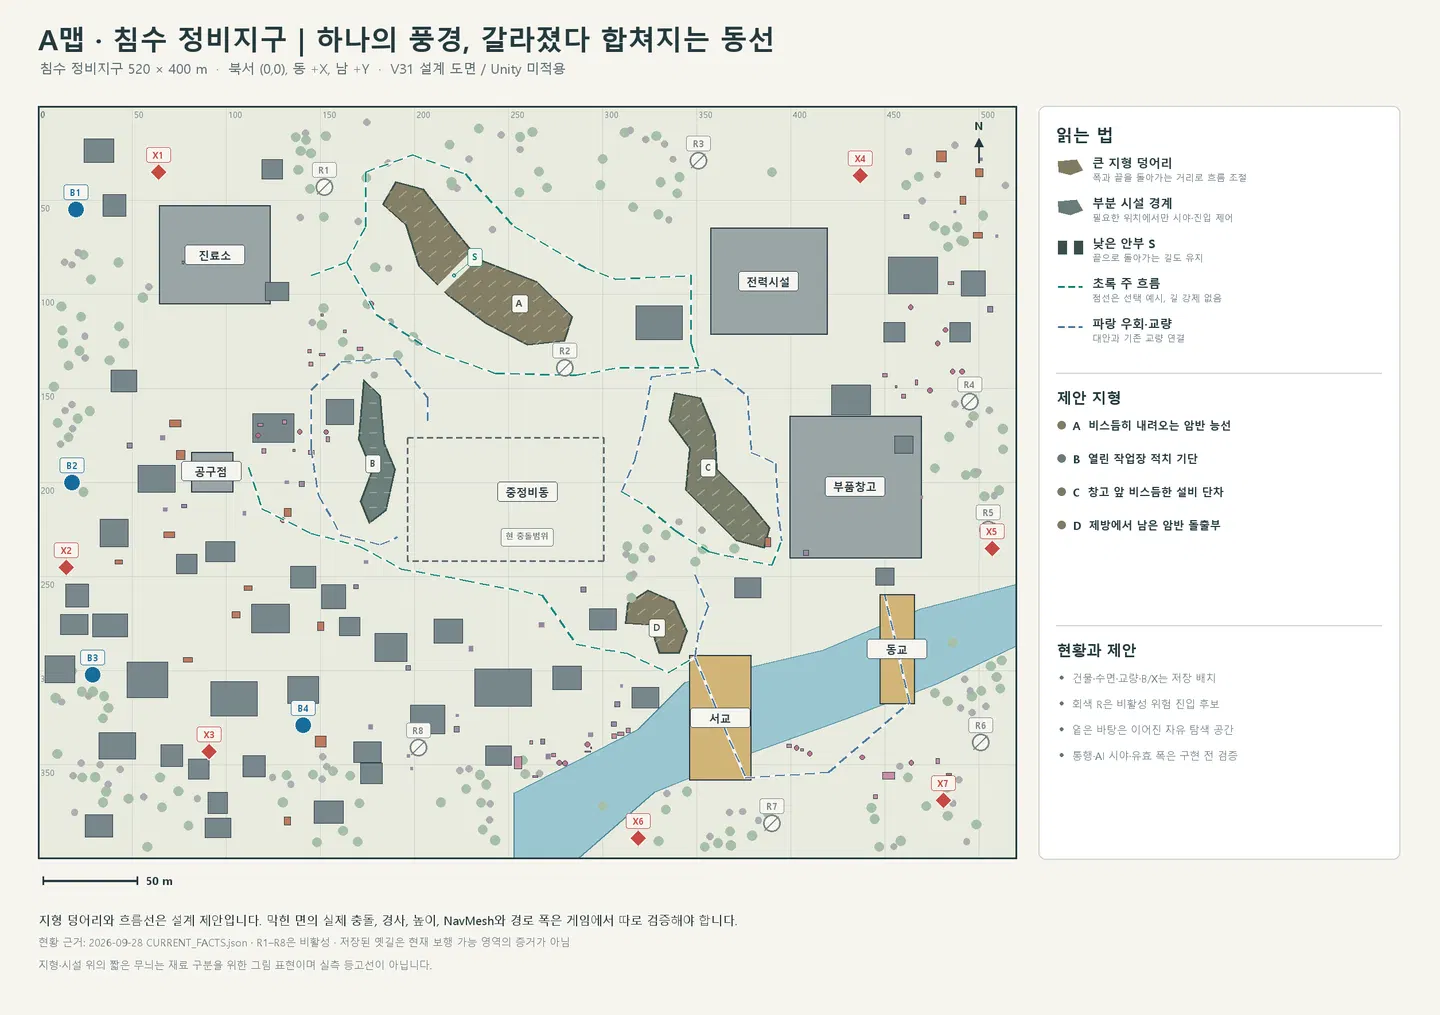 A맵 · 침수 정비지구 | 하나의 풍경, 갈라졌다 합쳐지는 동선
침수 정비지구 520 × 400 m · 북서 (0,0), 동 +X, 남 +Y · V31 설계 도면 / Unity 미적용
0
50
100
150
200
250
300
350
400
450
500
N
X1
R1
R3
X4
B1
50
진료소
S
전력시설
100
A
R2
150
R4
B2
공구점
B
C
중정비동
부품창고
200
현 충돌범위
R5
X5
X2
250
D
동교
B3
서교
B4
X3
R8
R6
350
X7
R7
X6
50 m
읽는 법
큰 지형 덩어리
폭과 끝을 돌아가는 거리로 흐름 조절
부분 시설 경계
필요한 위치에서만 시야·진입 제어
낮은 안부 S
끝으로 돌아가는 길도 유지
초록 주 흐름
점선은 선택 예시, 길 강제 없음
파랑 우회·교량
대안과 기존 교량 연결
제안 지형
A 비스듬히 내려오는 암반 능선
B 열린 작업장 적치 기단
C 창고 앞 비스듬한 설비 단차
D 제방에서 남은 암반 돌출부
현황과 제안
• 건물·수면·교량·B/X는 저장 배치
• 회색 R은 비활성 위험 진입 후보
• 옅은 바탕은 이어진 자유 탐색 공간
• 통행·AI 시야·유효 폭은 구현 전 검증
지형 덩어리와 흐름선은 설계 제안입니다. 막힌 면의 실제 충돌, 경사, 높이, NavMesh와 경로 폭은 게임에서 따로 검증해야 합니다.
현황 근거: 2026-09-28 CURRENT_FACTS.json · R1–R8은 비활성 · 저장된 옛길은 현재 보행 가능 영역의 증거가 아님
지형·시설 위의 짧은 무늬는 재료 구분을 위한 그림 표현이며 실측 등고선이 아닙니다.